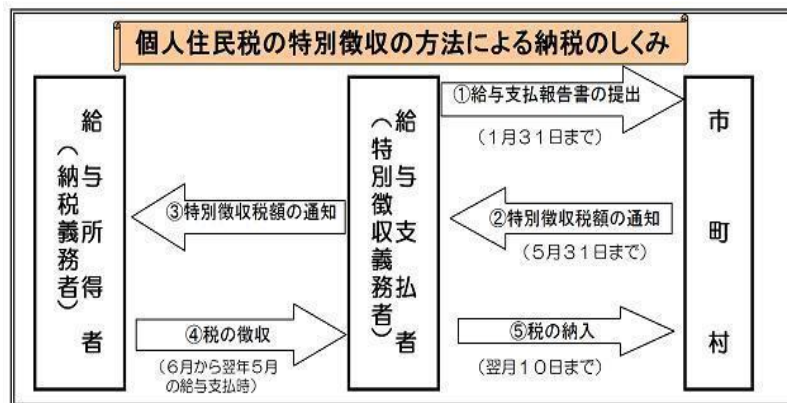 個人住民税の特別徴収の方法による納税のしくみ
給与所得者
（納税義務者）
給与支払者
（特別徴収義務者）
市町村
①給与支払報告書の提出
（1月31日まで）
②特別徴収税額の通知
（5月31日まで）
③特別徴収税額の通知
④税の徴収
（6月から翌年5月
の給与支払時）
⑤税の納入
（翌月10日まで）